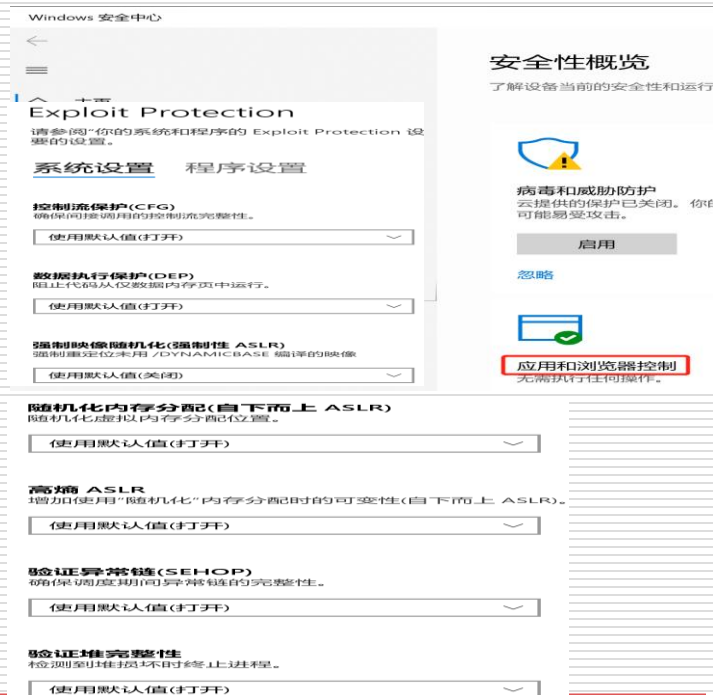 Windows 安全中心
安全性概览
了解设备当前的安全性和运行
Exploit Protection
请参阅“你的系统和程序的 Exploit Protection 设
要的设置。
系统设置 程序设置
控制流保护(CFG)
确保间接调用的控制流完整性。
使用默认值(打开)
数据执行保护(DEP)
阻止代码从仅数据内存页中运行。
使用默认值(打开)
强制映像随机化(强制性 ASLR)
强制重定位未用 /DYNAMICBASE 编译的映像
使用默认值(关闭)
病毒和威胁防护
云提供的保护已关闭。你的
可能易受攻击。
启用
忽略
应用和浏览器控制
无需执行任何操作。
随机化内存分配(自下而上 ASLR)
随机化虚拟内存分配位置。
使用默认值(打开)
高熵 ASLR
增加使用“随机化”内存分配时的可变性(自下而上 ASLR)。
使用默认值(打开)
验证异常链(SEHOP)
确保调度期间异常链的完整性。
使用默认值(打开)
验证堆完整性
检测到堆损坏时终止进程。
使用默认值(打开)